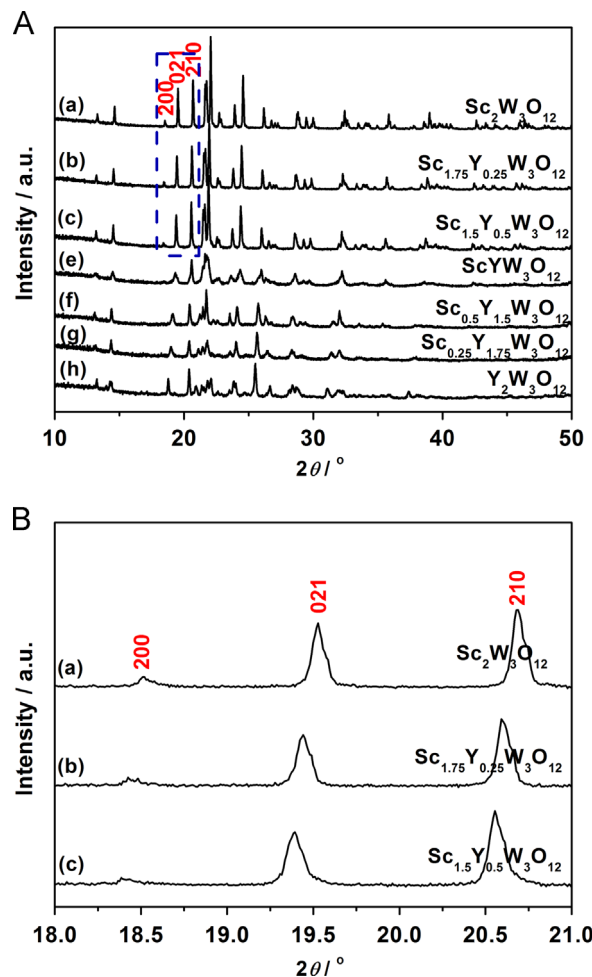 A
200
021
210
(a)
Sc₂W₃O₁₂
(b)
Sc₁.₇₅Y₀.₂₅W₃O₁₂
(c)
Sc₁.₅Y₀.₅W₃O₁₂
(e)
ScYW₃O₁₂
(f)
Sc₀.₅Y₁.₅W₃O₁₂
(g)
Sc₀.₂₅Y₁.₇₅W₃O₁₂
(h)
Y₂W₃O₁₂
Intensity / a.u.
10 20 30 40 50
2θ / °
B
200
021
210
(a)
Sc₂W₃O₁₂
(b)
Sc₁.₇₅Y₀.₂₅W₃O₁₂
(c)
Sc₁.₅Y₀.₅W₃O₁₂
Intensity / a.u.
18.0 18.5 19.0 19.5 20.0 20.5 21.0
2θ / °